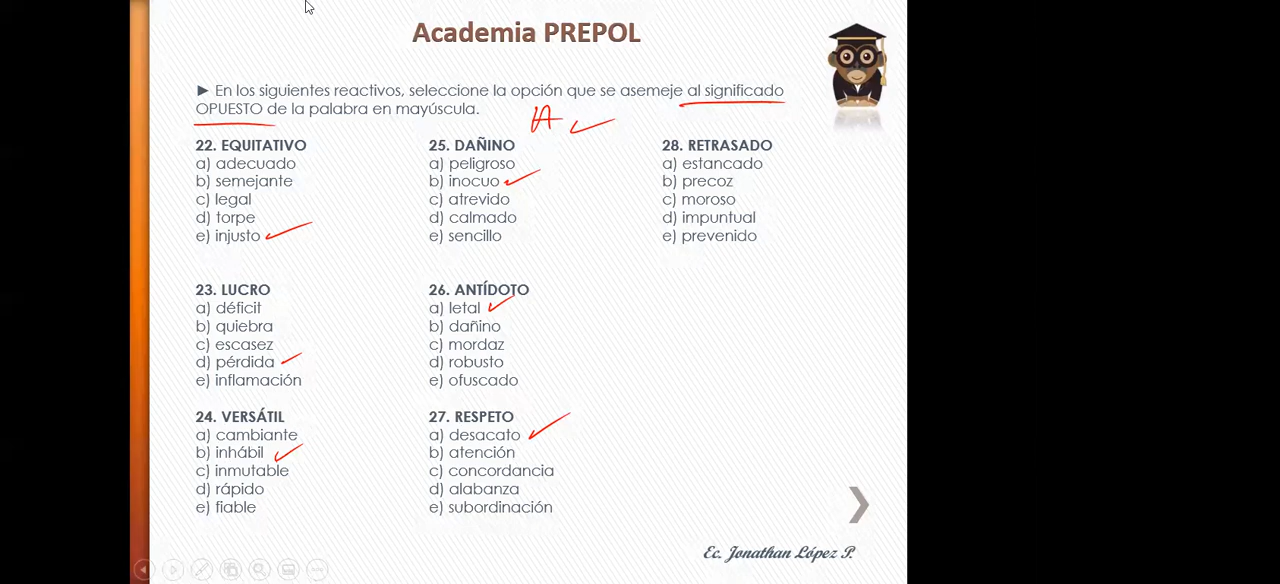 Academia PREPOL
► En los siguientes reactivos, seleccione la opción que se asemeje al significado
OPUESTO de la palabra en mayúscula.
A
22. EQUITATIVO
a) adecuado
b) semejante
c) legal
d) torpe
e) injusto
23. LUCRO
a) déficit
b) quiebra
c) escasez
d) pérdida
e) inflamación
24. VERSÁTIL
a) cambiante
b) inhábil
c) inmutable
d) rápido
e) fiable
25. DAÑINO
a) peligroso
b) inocuo
c) atrevido
d) calmado
e) sencillo
26. ANTÍDOTO
a) letal
b) dañino
c) mordaz
d) robusto
e) ofuscado
27. RESPETO
a) desacato
b) atención
c) concordancia
d) alabanza
e) subordinación
28. RETRASADO
a) estancado
b) precoz
c) moroso
d) impuntual
e) prevenido
Ec. Jonathan López P.